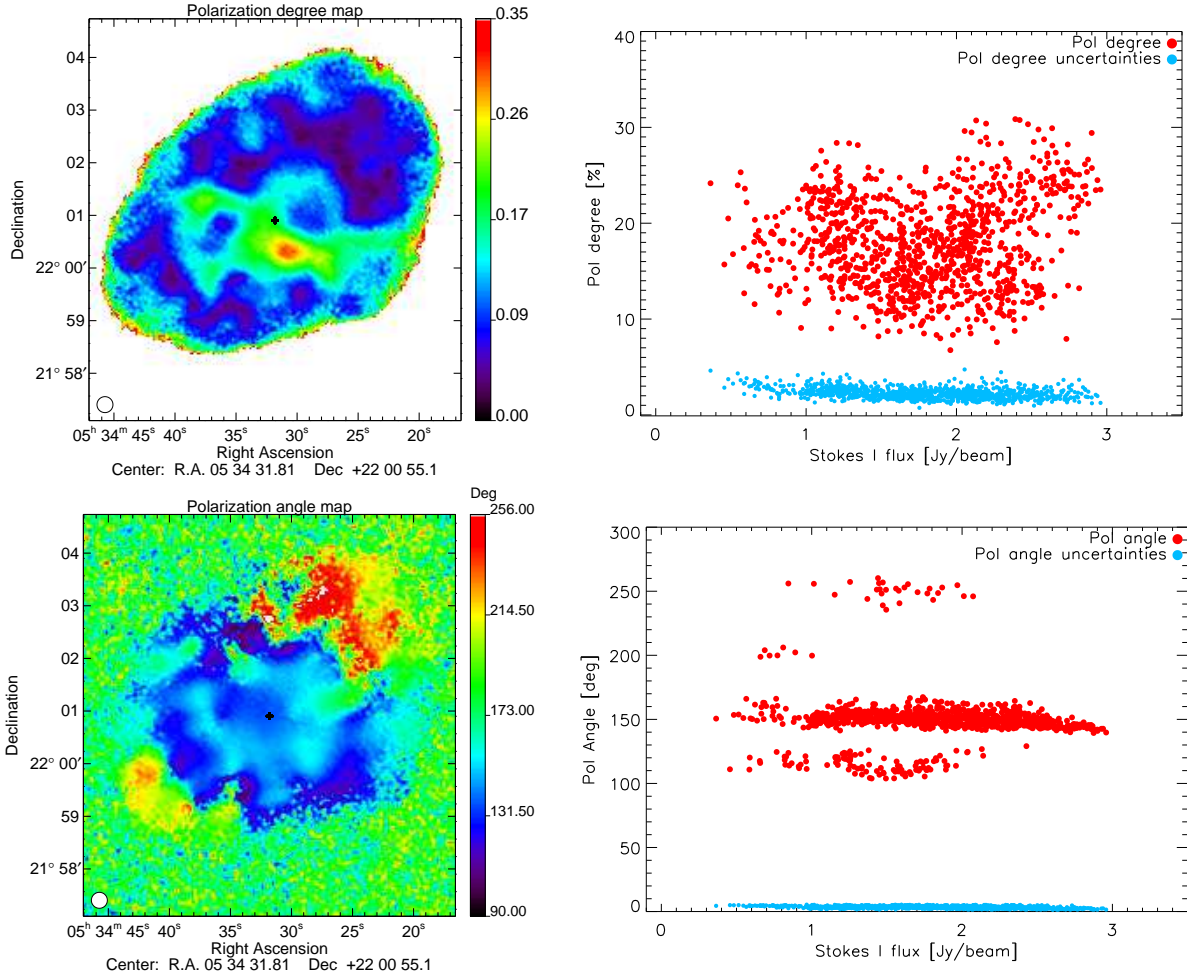 Polarization degree map
0.35
0.26
0.17
0.09
0.00
04
03
02
01
22° 00′
59
21° 58′
Declination
05ʰ 34ᵐ 45ˢ 40ˢ 35ˢ 30ˢ 25ˢ 20ˢ
Right Ascension
Center: R.A. 05 34 31.81 Dec +22 00 55.1
Pol degree
Pol degree uncertainties
40
30
20
10
0
Pol degree [%]
0 1 2 3
Stokes I flux [Jy/beam]
Polarization angle map
Deg
256.00
214.50
173.00
131.50
90.00
04
03
02
01
22° 00′
59
21° 58′
Declination
05ʰ 34ᵐ 45ˢ 40ˢ 35ˢ 30ˢ 25ˢ 20ˢ
Right Ascension
Center: R.A. 05 34 31.81 Dec +22 00 55.1
Pol angle
Pol angle uncertainties
300
250
200
150
100
50
0
Pol Angle [deg]
0 1 2 3
Stokes I flux [Jy/beam]